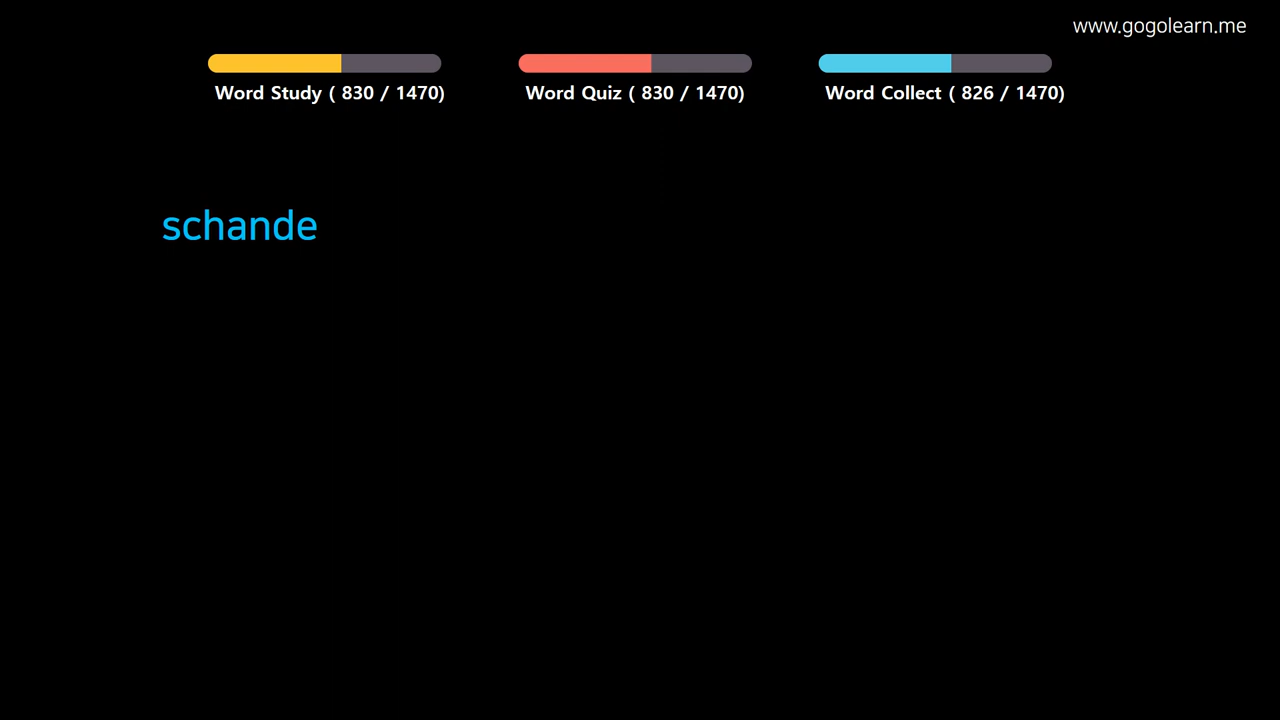 www.gogolearn.me
Word Study ( 830 / 1470)
Word Quiz ( 830 / 1470)
Word Collect ( 826 / 1470)
schande